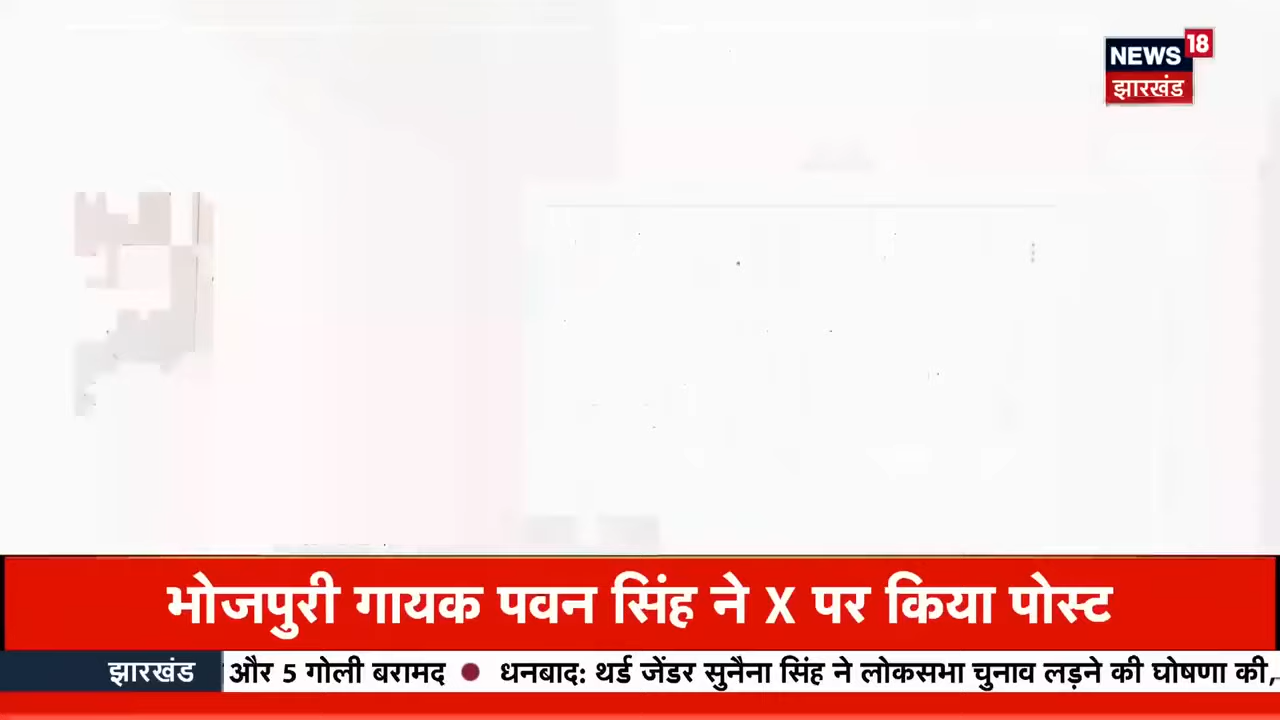 NEWS 18
झारखंड
भोजपुरी गायक पवन सिंह ने X पर किया पोस्ट
झारखंड और 5 गोली बरामद ● धनबाद: थर्ड जेंडर सुनैना सिंह ने लोकसभा चुनाव लड़ने की घोषणा की,